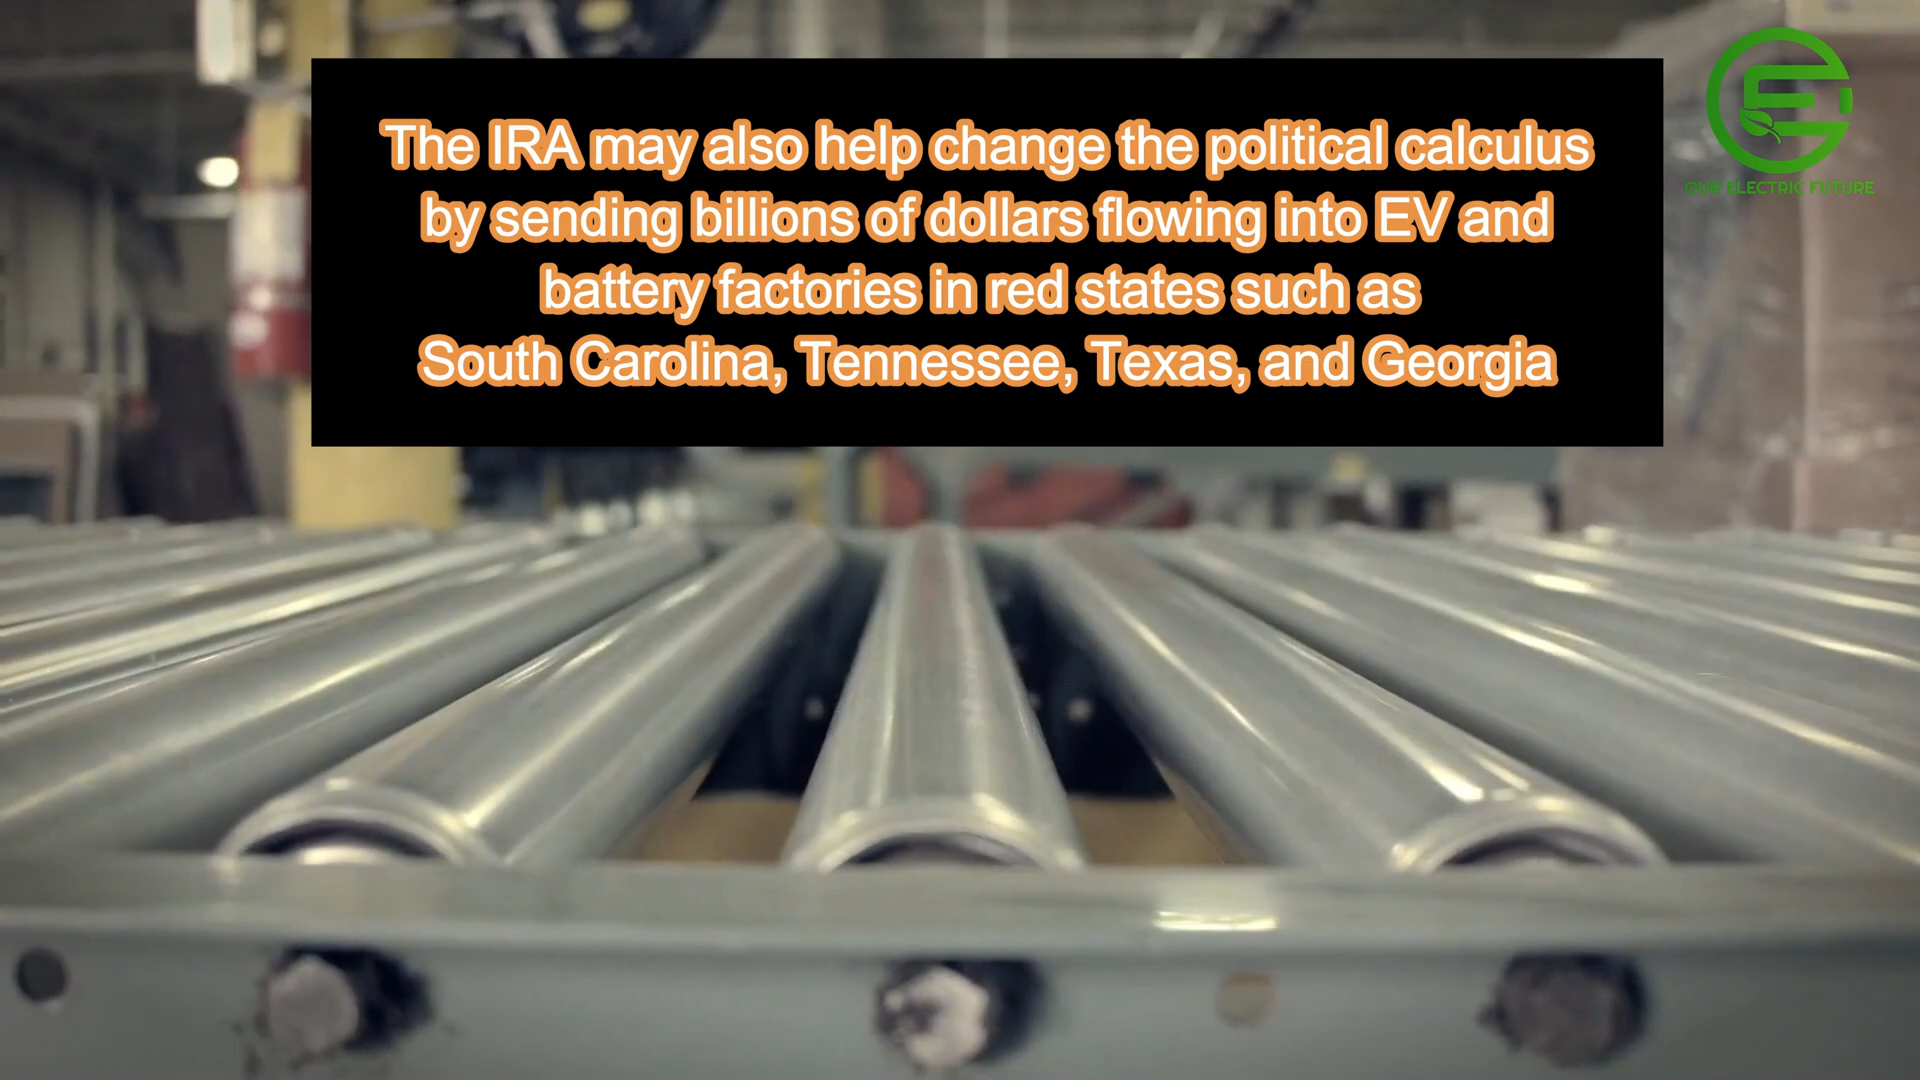 The IRA may also help change the political calculus
by sending billions of dollars flowing into EV and
battery factories in red states such as
South Carolina, Tennessee, Texas, and Georgia
OUR ELECTRIC FUTURE